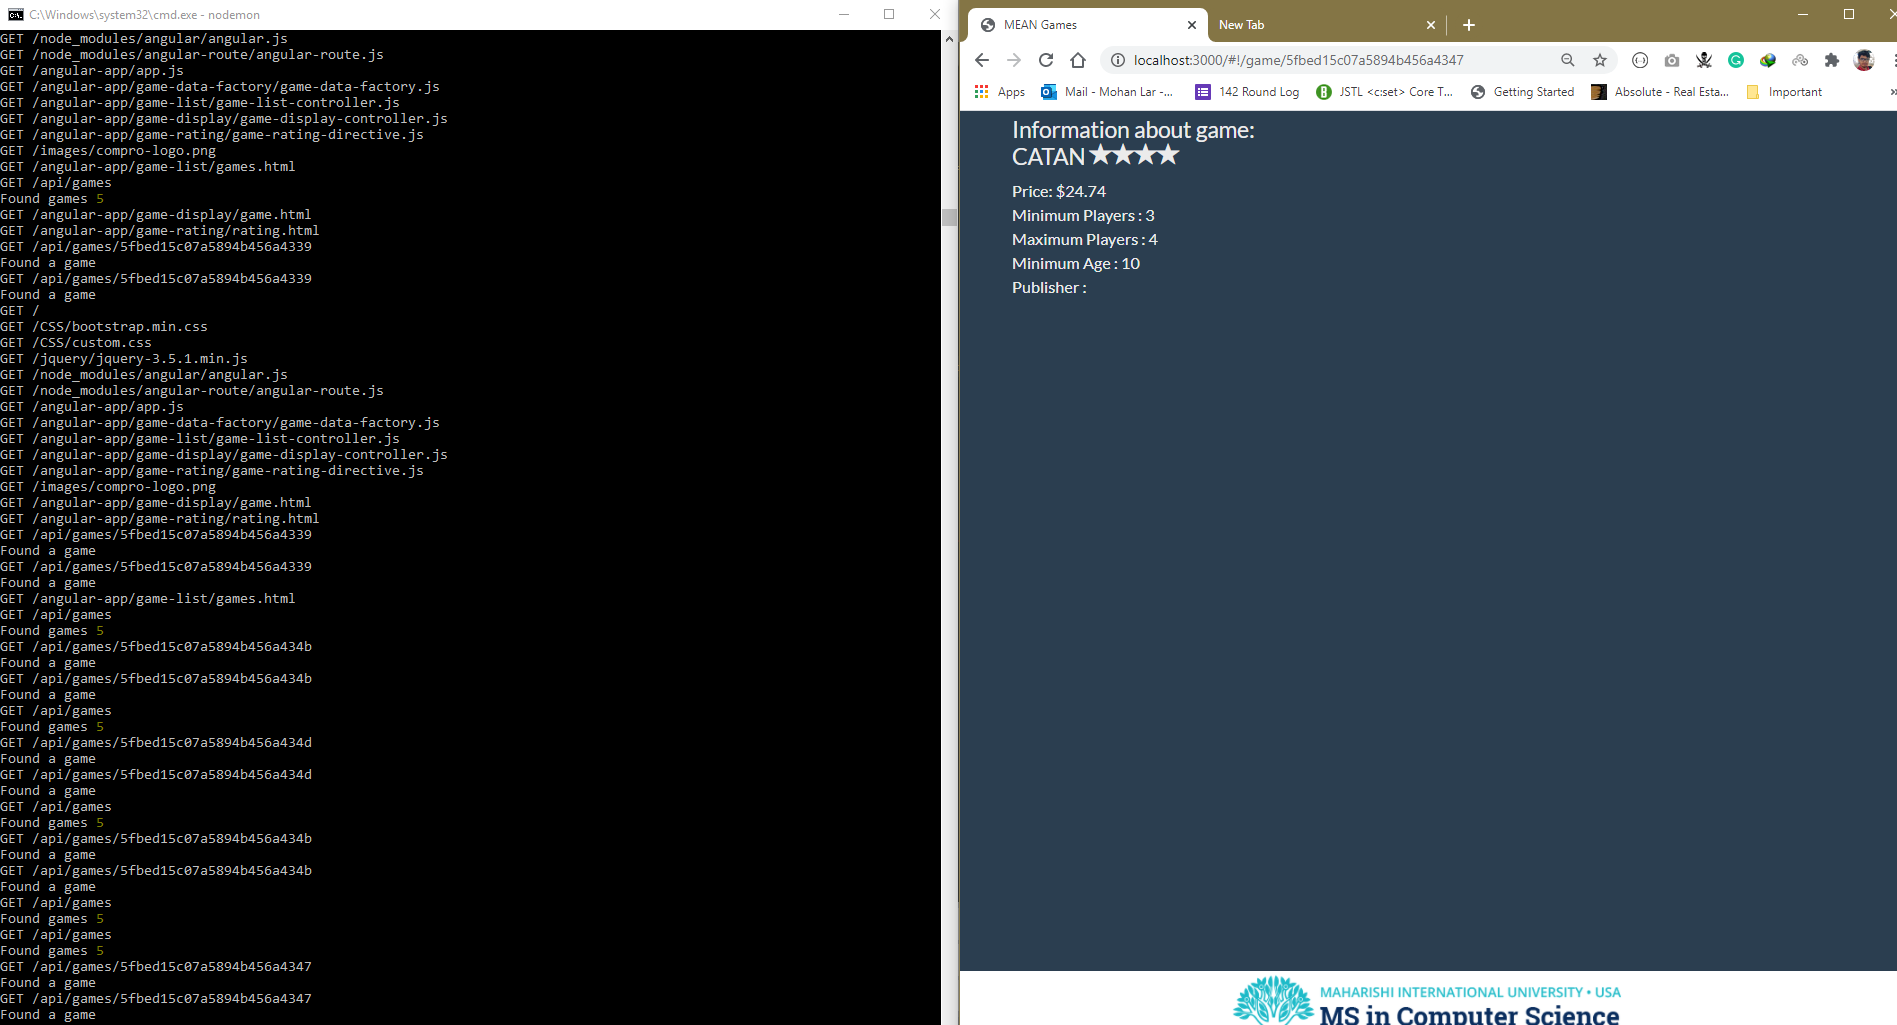 C:\Windows\system32\cmd.exe - nodemon
GET /node_modules/angular/angular.js
GET /node_modules/angular-route/angular-route.js
GET /angular-app/app.js
GET /angular-app/game-data-factory/game-data-factory.js
GET /angular-app/game-list/game-list-controller.js
GET /angular-app/game-display/game-display-controller.js
GET /angular-app/game-rating/game-rating-directive.js
GET /images/compro-logo.png
GET /angular-app/game-list/games.html
GET /api/games
Found games 5
GET /angular-app/game-display/game.html
GET /angular-app/game-rating/rating.html
GET /api/games/5fbed15c07a5894b456a4339
Found a game
GET /api/games/5fbed15c07a5894b456a4339
Found a game
GET /
GET /CSS/bootstrap.min.css
GET /CSS/custom.css
GET /jquery/jquery-3.5.1.min.js
GET /node_modules/angular/angular.js
GET /node_modules/angular-route/angular-route.js
GET /angular-app/app.js
GET /angular-app/game-data-factory/game-data-factory.js
GET /angular-app/game-list/game-list-controller.js
GET /angular-app/game-display/game-display-controller.js
GET /angular-app/game-rating/game-rating-directive.js
GET /images/compro-logo.png
GET /angular-app/game-display/game.html
GET /angular-app/game-rating/rating.html
GET /api/games/5fbed15c07a5894b456a4339
Found a game
GET /api/games/5fbed15c07a5894b456a4339
Found a game
GET /angular-app/game-list/games.html
GET /api/games
Found games 5
GET /api/games/5fbed15c07a5894b456a434b
Found a game
GET /api/games/5fbed15c07a5894b456a434b
Found a game
GET /api/games
Found games 5
GET /api/games/5fbed15c07a5894b456a434d
Found a game
GET /api/games/5fbed15c07a5894b456a434d
Found a game
GET /api/games
Found games 5
GET /api/games/5fbed15c07a5894b456a434b
Found a game
GET /api/games/5fbed15c07a5894b456a434b
Found a game
GET /api/games
Found games 5
GET /api/games
Found games 5
GET /api/games/5fbed15c07a5894b456a4347
Found a game
GET /api/games/5fbed15c07a5894b456a4347
Found a game
MEAN Games
New Tab
localhost:3000/#!/game/5fbed15c07a5894b456a4347
Apps Mail - Mohan Lar -... 142 Round Log JSTL <c:set> Core T... Getting Started Absolute - Real Esta... Important
Information about game:
CATAN ★★★★
Price: $24.74
Minimum Players : 3
Maximum Players : 4
Minimum Age : 10
Publisher :
MAHARISHI INTERNATIONAL UNIVERSITY • USA
MS in Computer Science